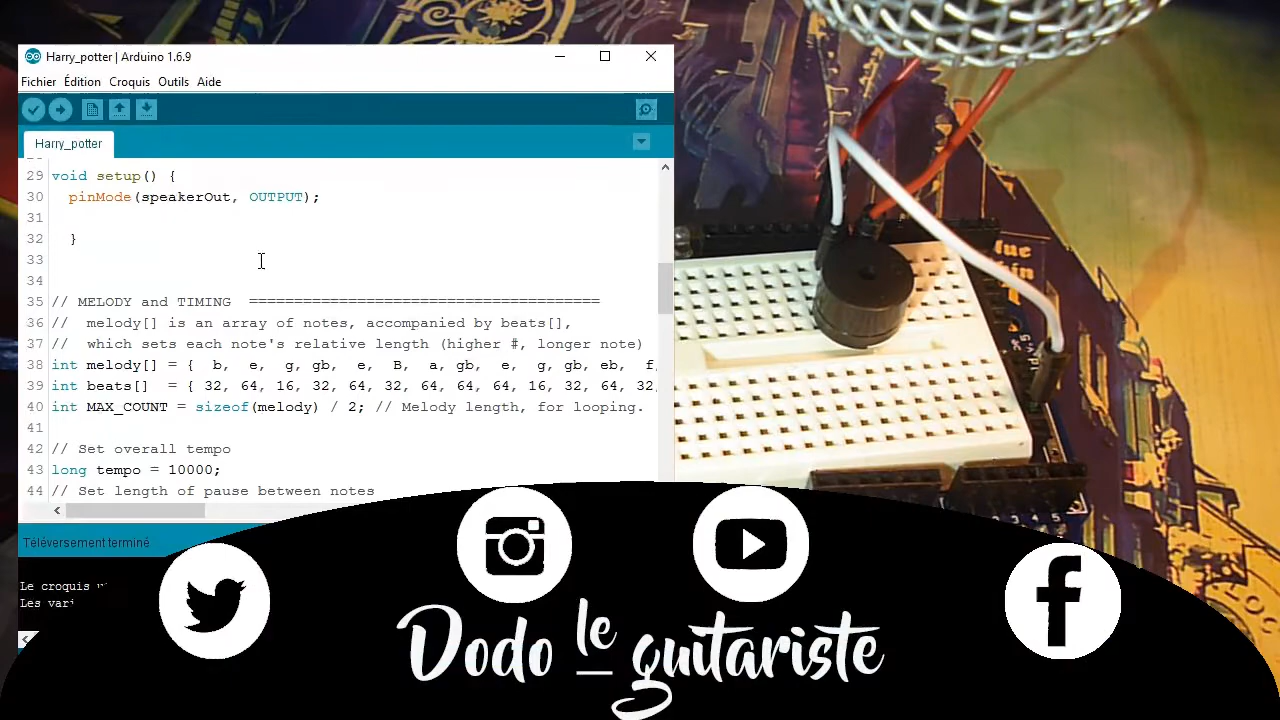 Harry_potter | Arduino 1.6.9
Fichier Édition Croquis Outils Aide
Harry_potter
29 void setup() {
30 pinMode(speakerOut, OUTPUT);
31
32 }
33
34
35 // MELODY and TIMING =======================================
36 // melody[] is an array of notes, accompanied by beats[],
37 // which sets each note's relative length (higher #, longer note)
38 int melody[] = { b, e, g, gb, e, B, a, gb, e, g, gb, eb, f,
39 int beats[] = { 32, 64, 16, 32, 64, 32, 64, 64, 64, 16, 32, 64, 32,
40 int MAX_COUNT = sizeof(melody) / 2; // Melody length, for looping.
41
42 // Set overall tempo
43 long tempo = 10000;
44 // Set length of pause between notes
Téléversement terminé
Le croquis
Les
Dodo le guitariste